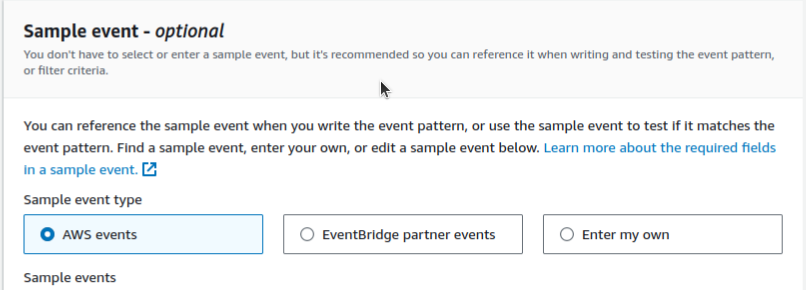 Sample event - optional
You don't have to select or enter a sample event, but it's recommended so you can reference it when writing and testing the event pattern,
or filter criteria.
You can reference the sample event when you write the event pattern, or use the sample event to test if it matches the
event pattern. Find a sample event, enter your own, or edit a sample event below. Learn more about the required fields
in a sample event.
Sample event type
AWS events
EventBridge partner events
Enter my own
Sample events